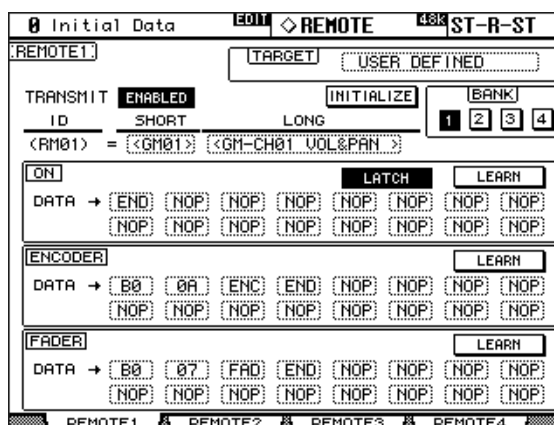 0 Initial Data EDIT ◇REMOTE 48K ST-R-ST
REMOTE1 TARGET USER DEFINED
TRANSMIT ENABLED INITIALIZE BANK
ID SHORT LONG 1 2 3 4
(RM01) = <GM01> <GM-CH01 VOL&PAN >
ON LATCH LEARN
DATA → END NOP NOP NOP NOP NOP NOP NOP
NOP NOP NOP NOP NOP NOP NOP NOP
ENCODER LEARN
DATA → B0 0A ENC END NOP NOP NOP NOP
NOP NOP NOP NOP NOP NOP NOP NOP
FADER LEARN
DATA → B0 07 FAD END NOP NOP NOP NOP
NOP NOP NOP NOP NOP NOP NOP NOP
REMOTE1 REMOTE2 REMOTE3 REMOTE4